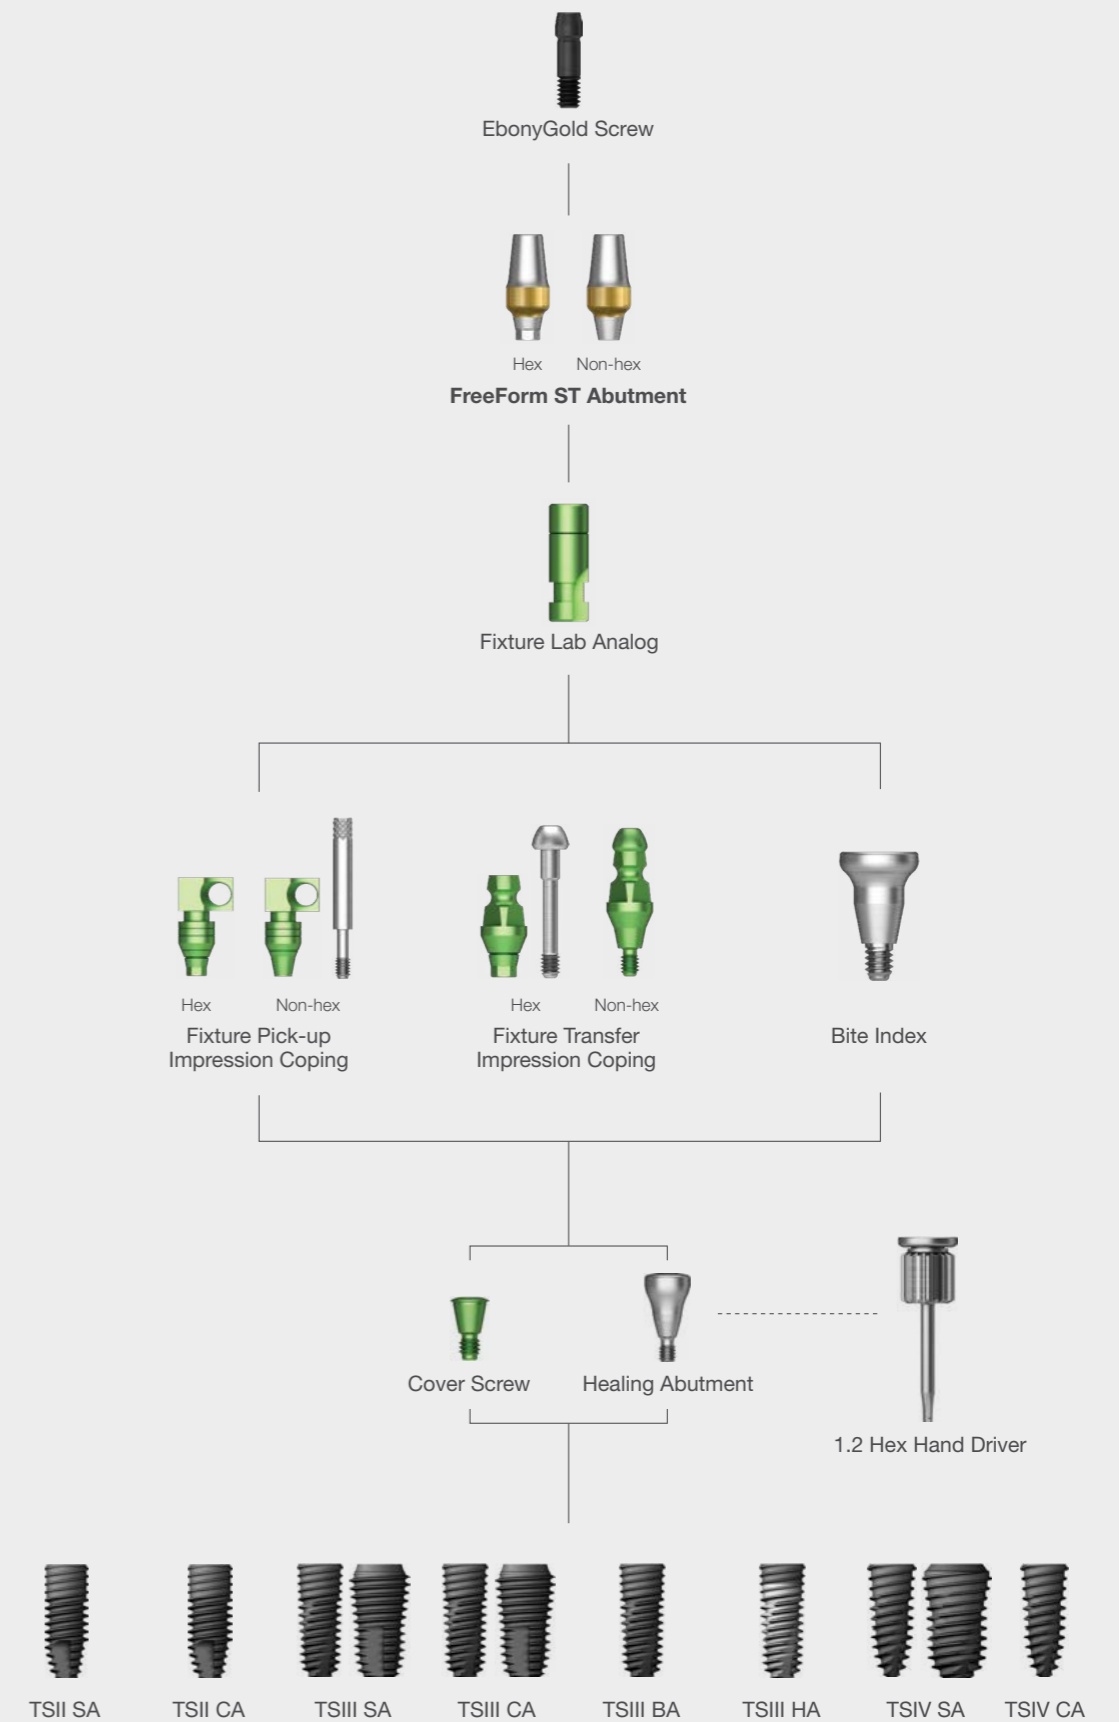 EbonyGold Screw
Hex
Non-hex
FreeForm ST Abutment
Fixture Lab Analog
Hex
Non-hex
Fixture Pick-up
Impression Coping
Hex
Non-hex
Fixture Transfer
Impression Coping
Bite Index
Cover Screw
Healing Abutment
1.2 Hex Hand Driver
TSII SA
TSII CA
TSIII SA
TSIII CA
TSIII BA
TSIII HA
TSIV SA
TSIV CA